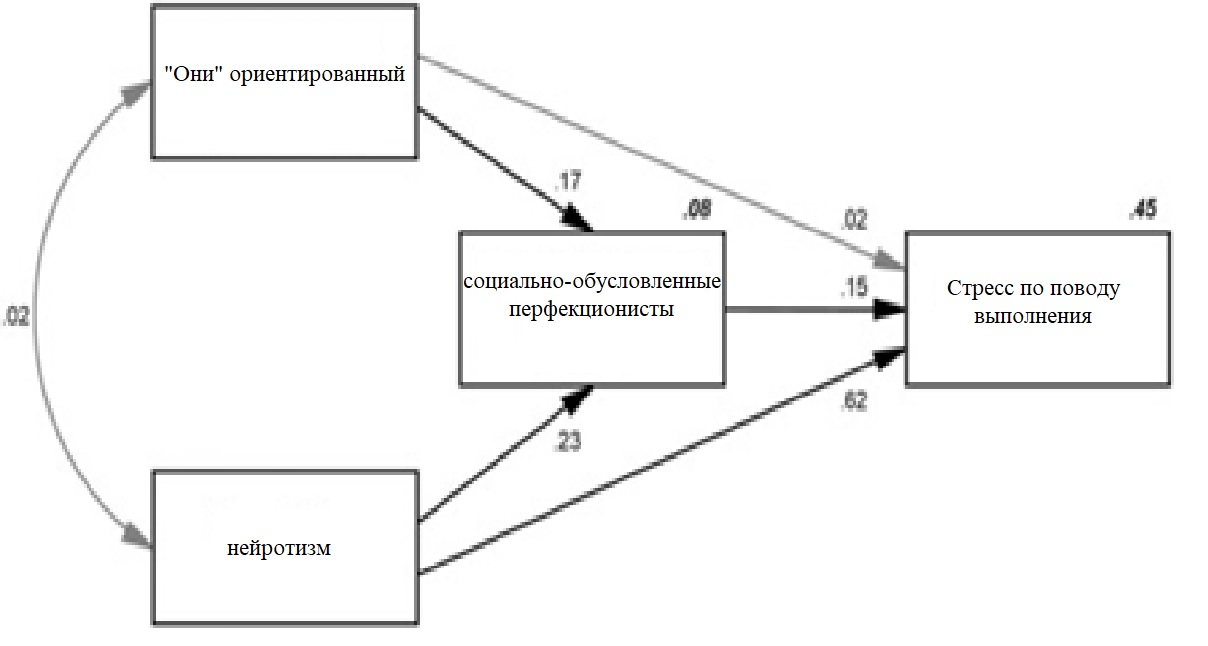 "Они" ориентированный
.17
.08
.02
.45
социально-обусловленные
перфекционисты
.15
Стресс по поводу
выполнения
.02
.62
.23
нейротизм